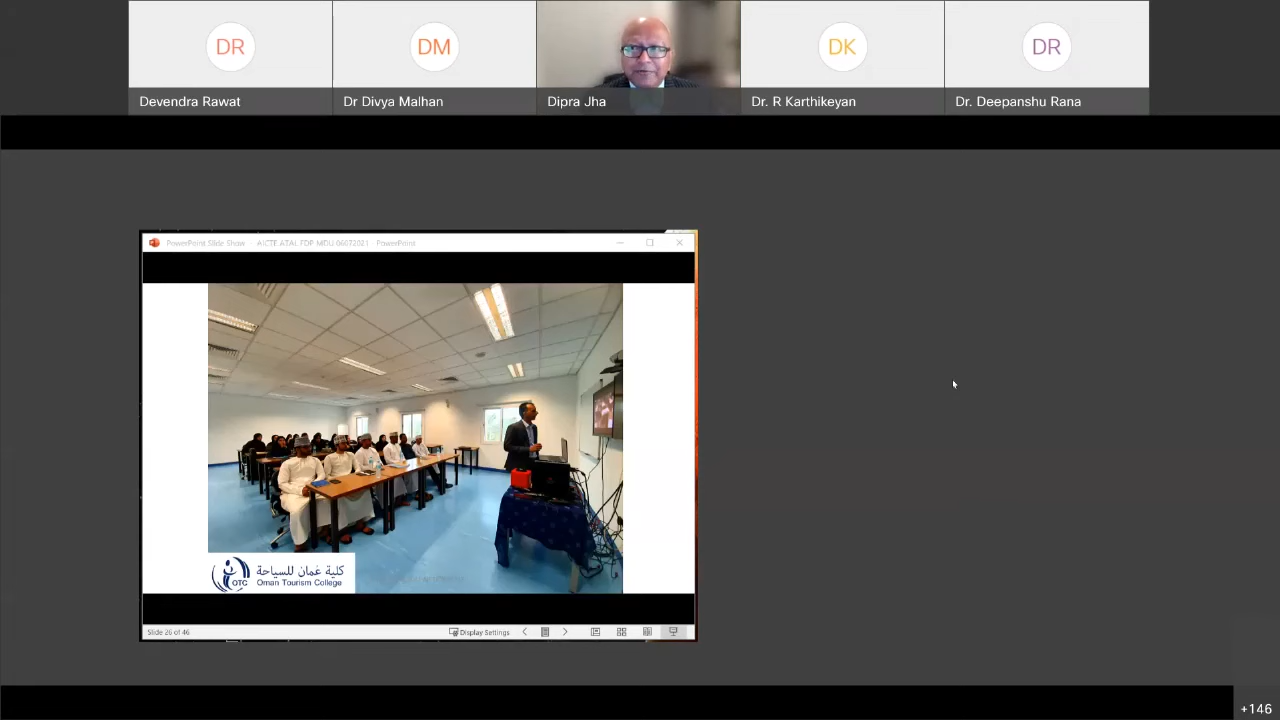 DR
DM
DK
DR
Devendra Rawat
Dr Divya Malhan
Dipra Jha
Dr. R Karthikeyan
Dr. Deepanshu Rana
PowerPoint Slide Show - AICTE ATAL FDP MDU 06072021 - PowerPoint
كلية عُمان للسياحة
OTC
Oman Tourism College
Slide 26 of 46
Display Settings
+146